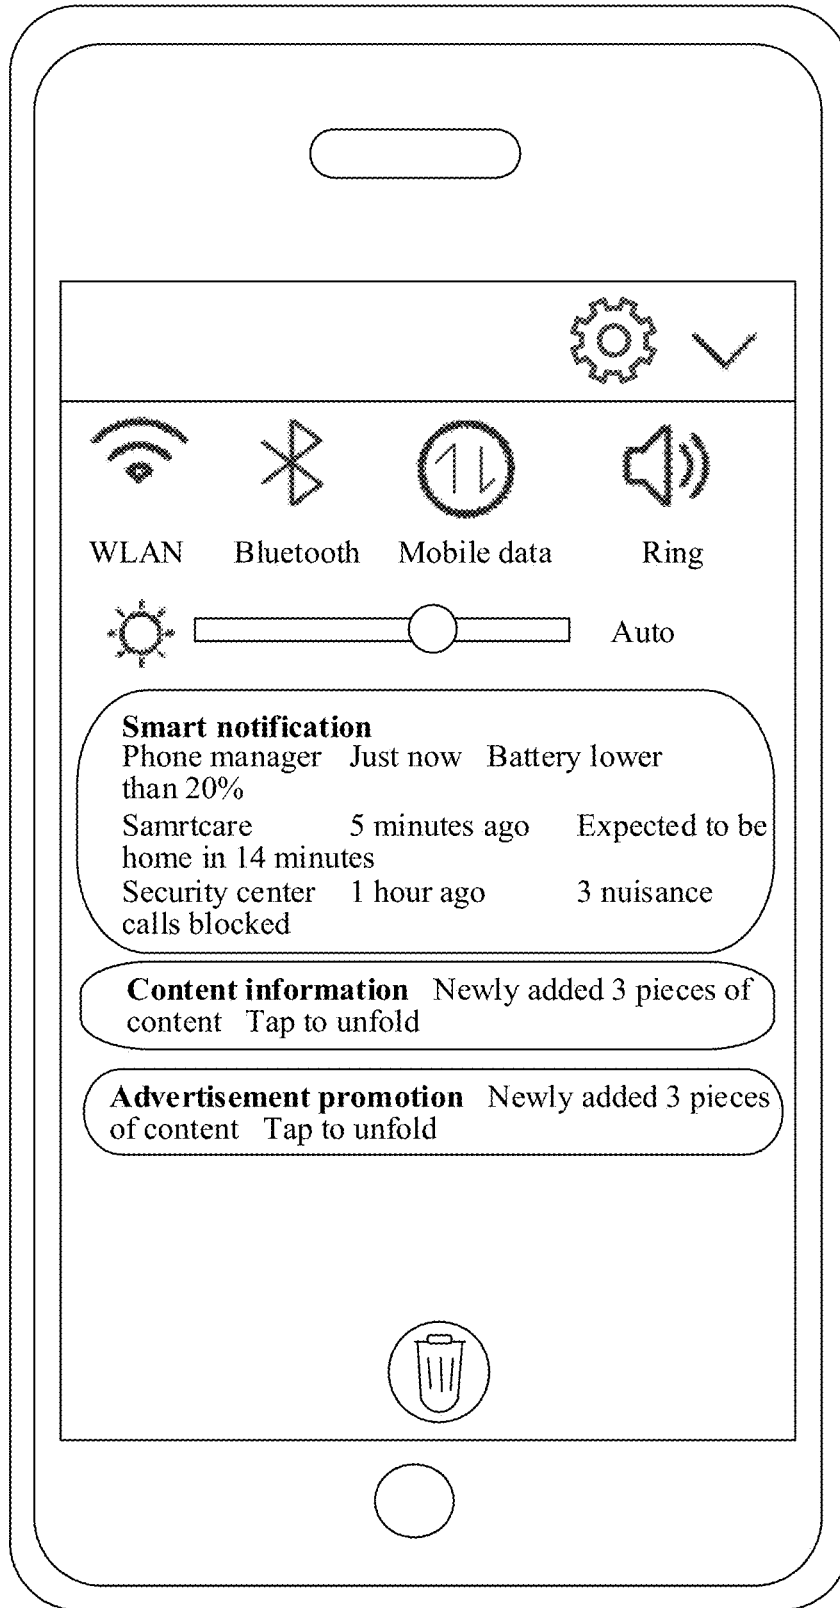 WLAN Bluetooth Mobile data Ring
Auto
Smart notification
Phone manager Just now Battery lower
than 20%
Samrtcare 5 minutes ago Expected to be
home in 14 minutes
Security center 1 hour ago 3 nuisance
calls blocked
Content information Newly added 3 pieces of
content Tap to unfold
Advertisement promotion Newly added 3 pieces
of content Tap to unfold